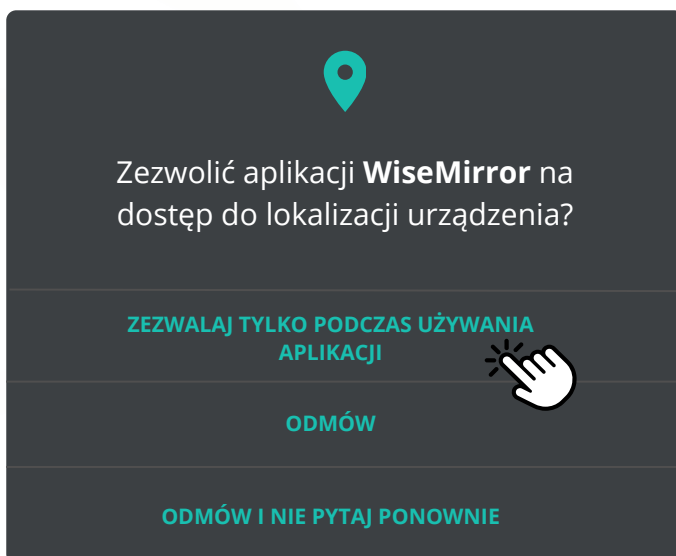 Zezwolić aplikacji WiseMirror na
dostęp do lokalizacji urządzenia?
ZEZWALAJ TYLKO PODCZAS UŻYWANIA
APLIKACJI
ODMÓW
ODMÓW I NIE PYTAJ PONOWNIE